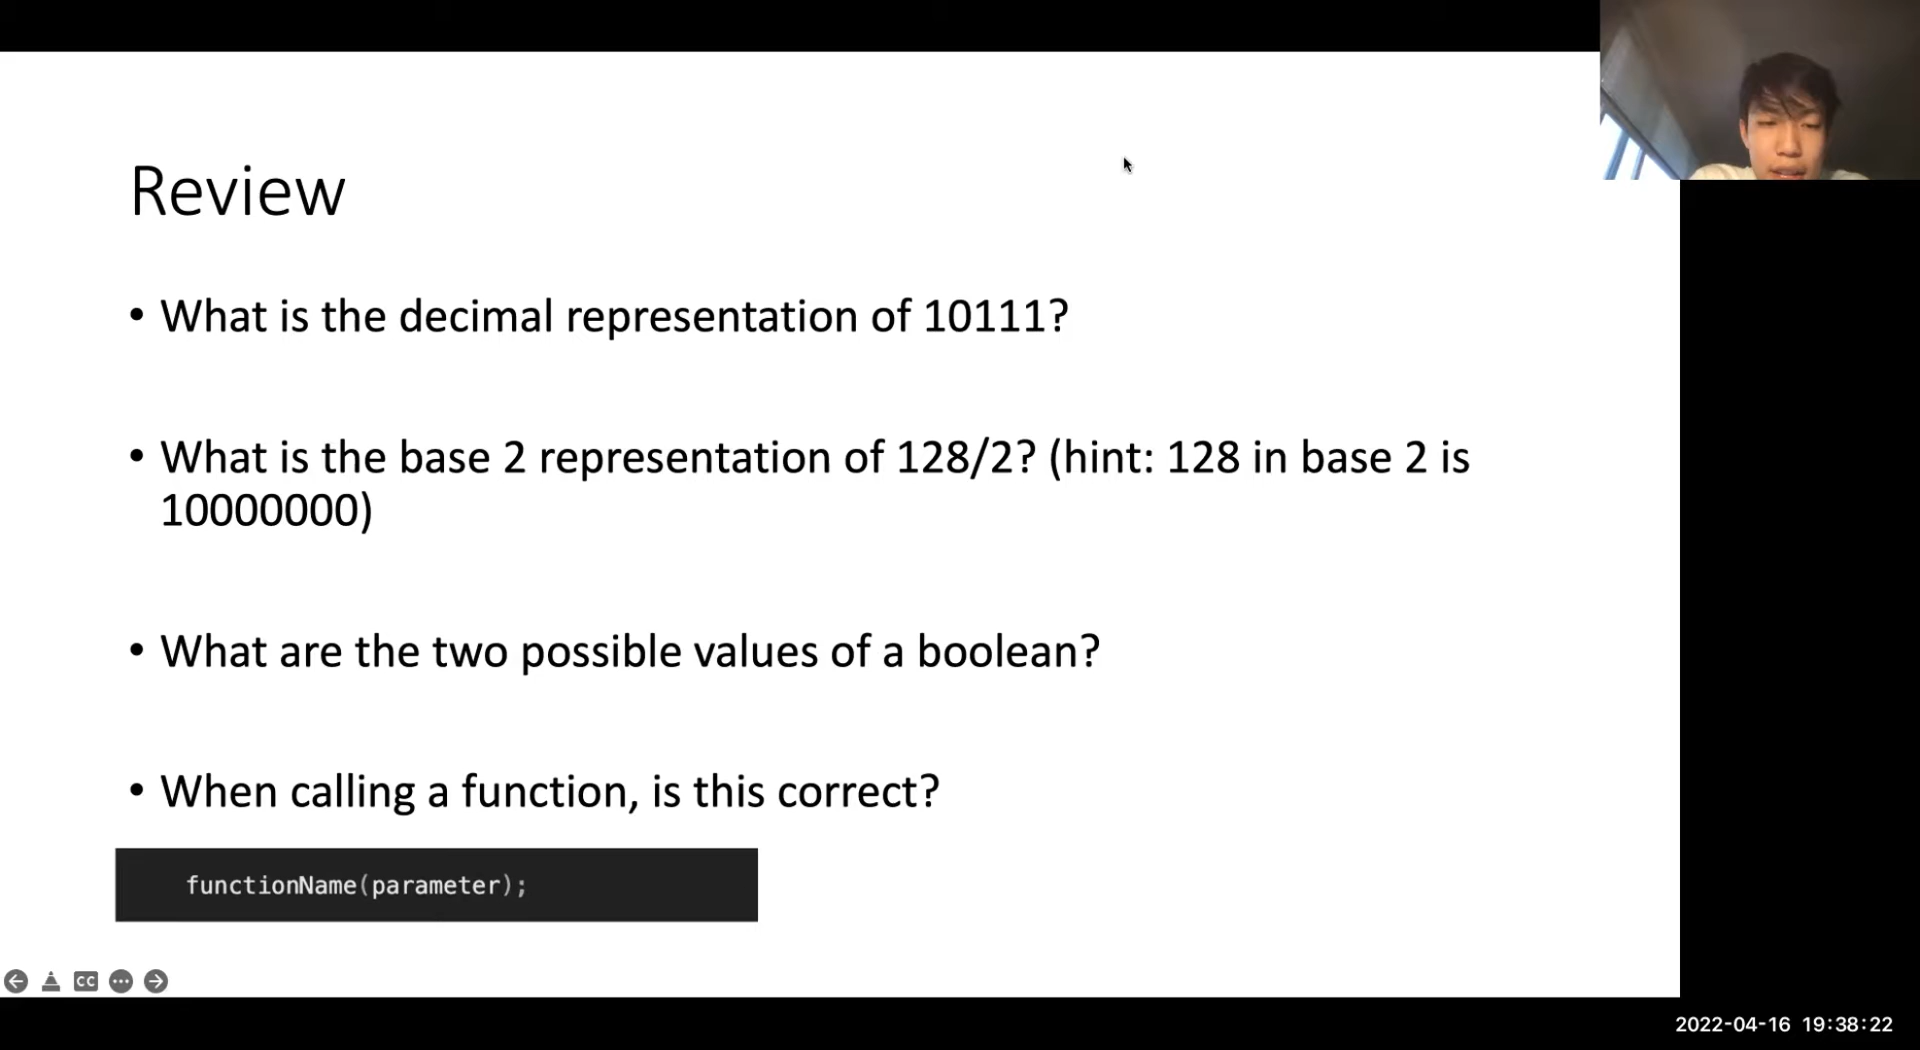 Review
• What is the decimal representation of 10111?
• What is the base 2 representation of 128/2? (hint: 128 in base 2 is
10000000)
• What are the two possible values of a boolean?
• When calling a function, is this correct?
functionName(parameter);
CC
2022-04-16 19:38:22